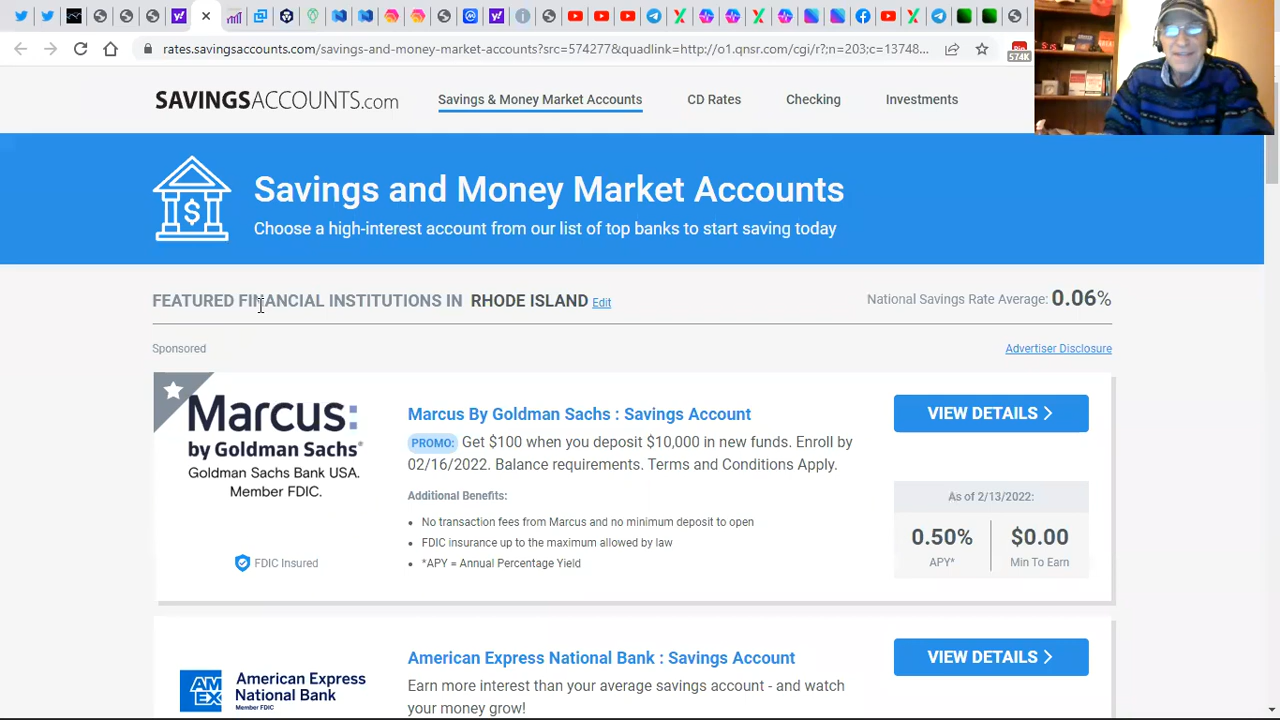 rates.savingsaccounts.com/savings-and-money-market-accounts?src=574277&quadlink=http://o1.qnsr.com/cgi/r?;n=203;c=13748...
574K
SAVINGSACCOUNTS.com
Savings & Money Market Accounts
CD Rates
Checking
Investments
Savings and Money Market Accounts
Choose a high-interest account from our list of top banks to start saving today
FEATURED FINANCIAL INSTITUTIONS IN RHODE ISLAND Edit
National Savings Rate Average: 0.06%
Sponsored
Advertiser Disclosure
Marcus:
by Goldman Sachs®
Goldman Sachs Bank USA.
Member FDIC.
FDIC Insured
Marcus By Goldman Sachs : Savings Account
PROMO: Get $100 when you deposit $10,000 in new funds. Enroll by
02/16/2022. Balance requirements. Terms and Conditions Apply.
Additional Benefits:
• No transaction fees from Marcus and no minimum deposit to open
• FDIC insurance up to the maximum allowed by law
• *APY = Annual Percentage Yield
VIEW DETAILS
As of 2/13/2022:
0.50%
APY*
$0.00
Min To Earn
AM
EX
American Express
National Bank
Member FDIC
American Express National Bank : Savings Account
Earn more interest than your average savings account - and watch
your money grow!
VIEW DETAILS